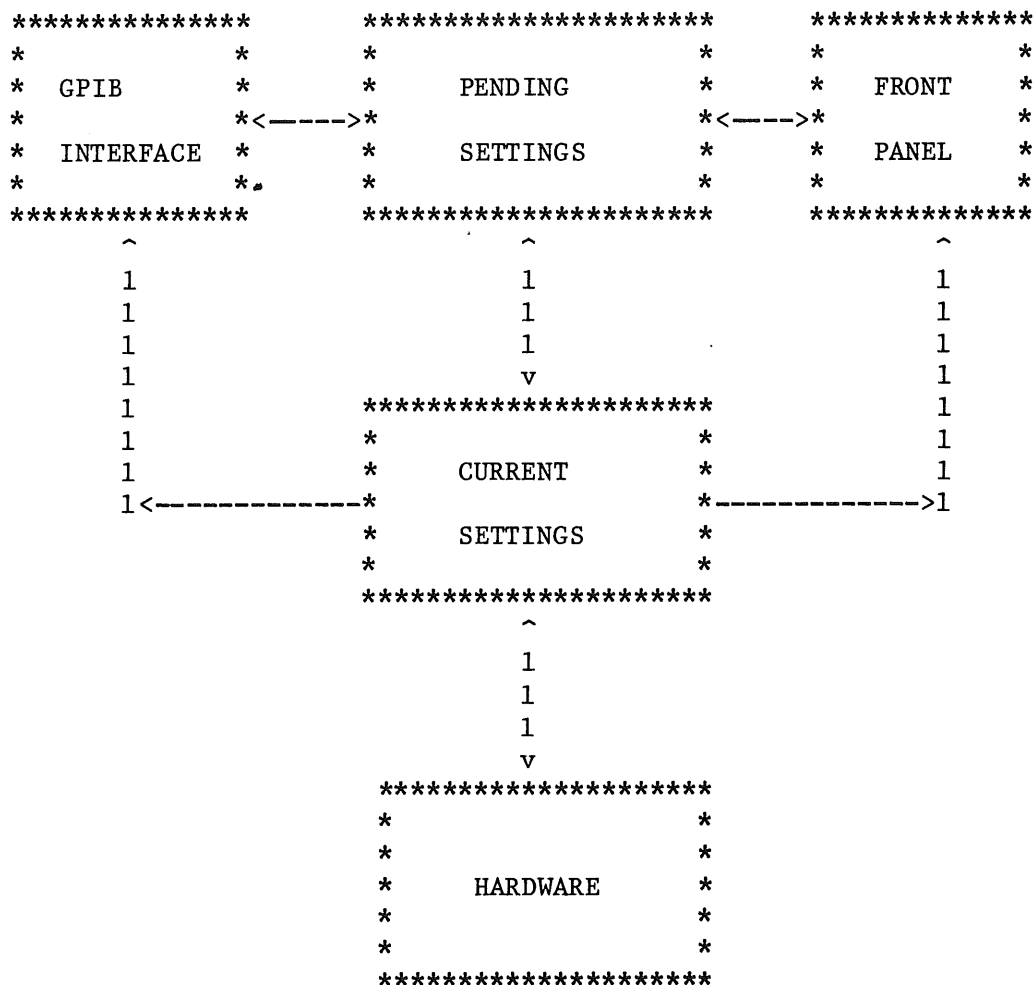 GPIB PENDING FRONT
INTERFACE SETTINGS PANEL
CURRENT
SETTINGS
HARDWARE